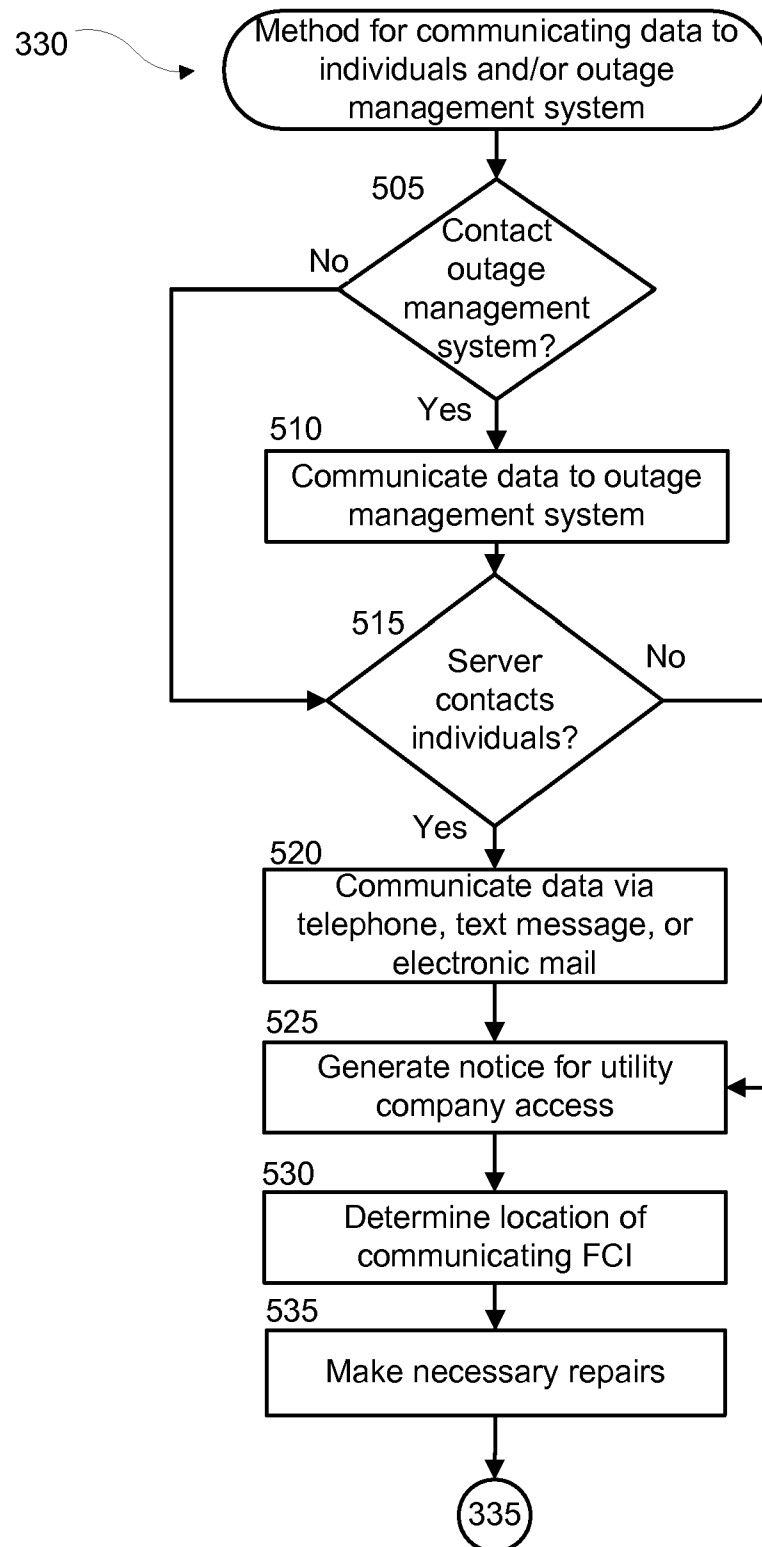 330
Method for communicating data to
individuals and/or outage
management system
505
Contact
outage
management
system?
No
Yes
510
Communicate data to outage
management system
515
Server
contacts
individuals?
No
Yes
520
Communicate data via
telephone, text message, or
electronic mail
525
Generate notice for utility
company access
530
Determine location of
communicating FCI
535
Make necessary repairs
335